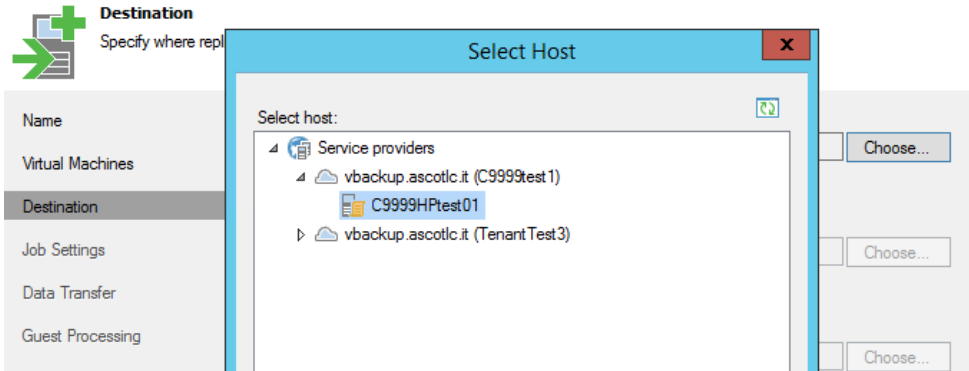 Destination
Specify where repl
Select Host
x
Name
Virtual Machines
Destination
Job Settings
Data Transfer
Guest Processing
Select host:
Service providers
vbackup.ascotlc.it (C9999test1)
C9999HPtest01
vbackup.ascotlc.it (TenantTest3)
Choose...
Choose...
Choose...